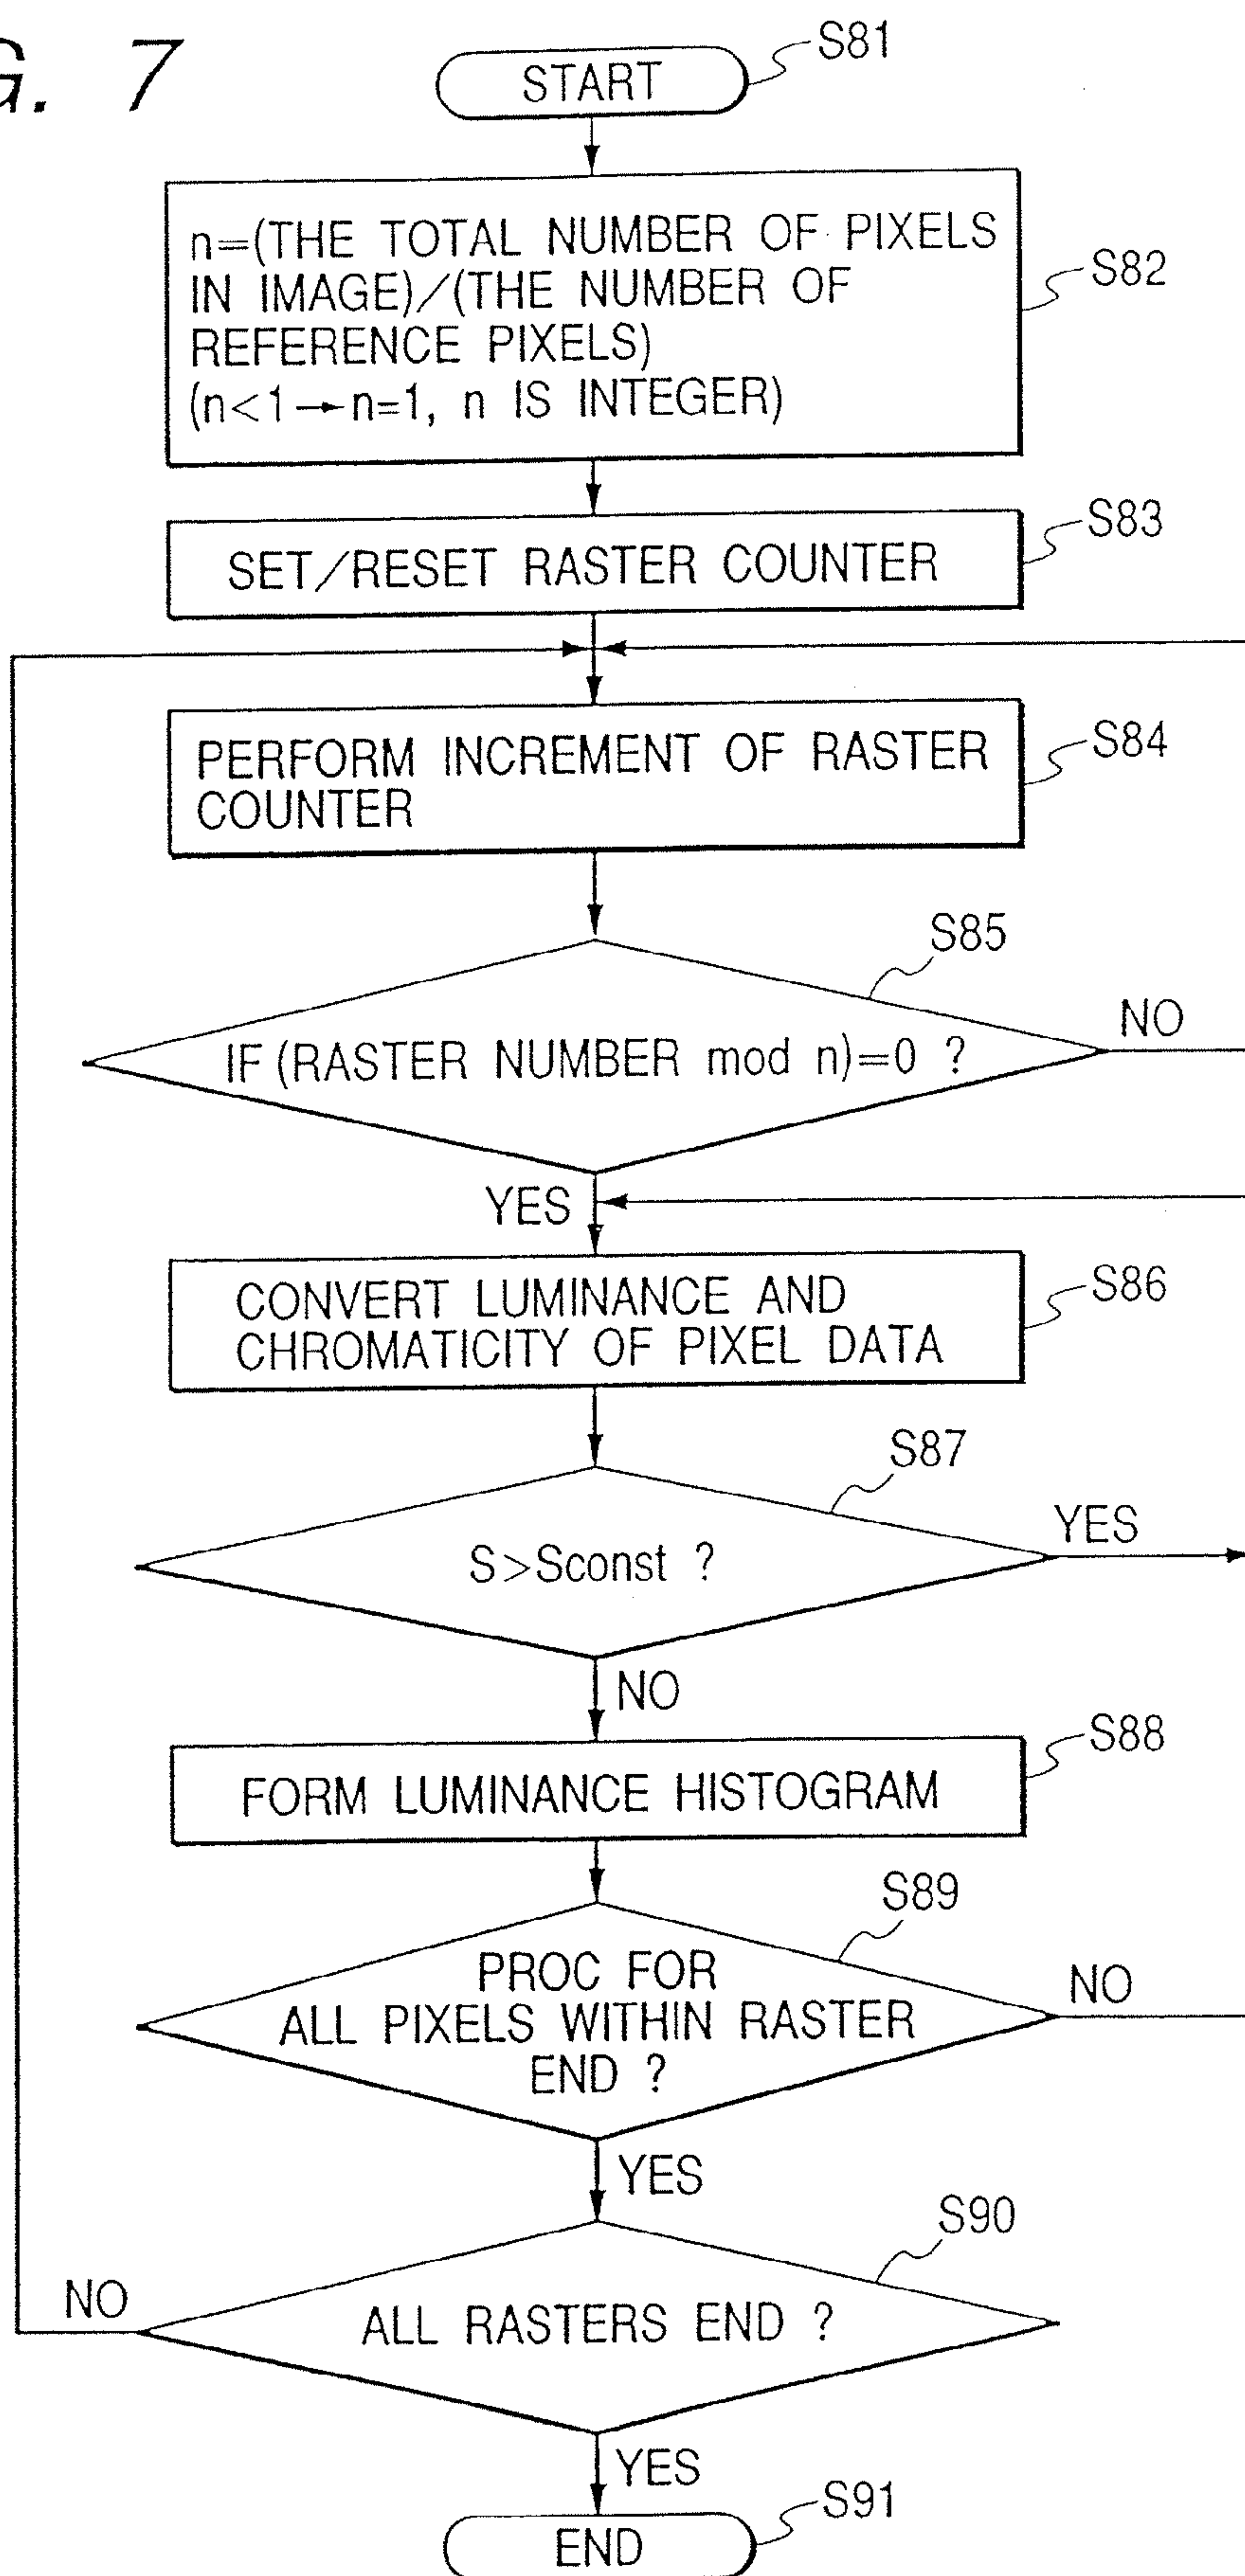 G. 7
START
S81
n=(THE TOTAL NUMBER OF PIXELS
IN IMAGE)/(THE NUMBER OF
REFERENCE PIXELS)
(n<1→n=1, n IS INTEGER)
S82
SET/RESET RASTER COUNTER
S83
PERFORM INCREMENT OF RASTER
COUNTER
S84
S85
IF (RASTER NUMBER mod n)=0 ?
NO
YES
CONVERT LUMINANCE AND
CHROMATICITY OF PIXEL DATA
S86
S87
S>Sconst ?
YES
NO
FORM LUMINANCE HISTOGRAM
S88
S89
PROC FOR
ALL PIXELS WITHIN RASTER
END ?
NO
YES
S90
ALL RASTERS END ?
NO
YES
END
S91